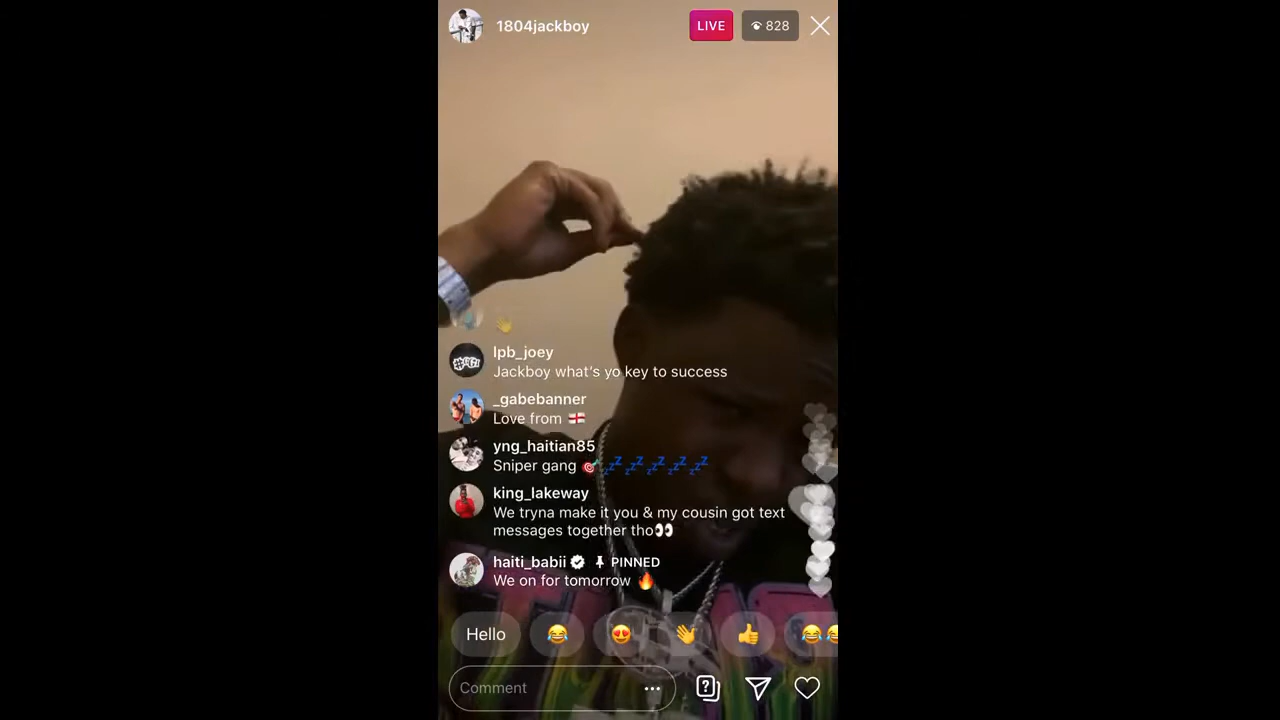 1804jackboy
LIVE
828
👋
lpb_joey
Jackboy what's yo key to success
_gabebanner
Love from 🏴󠁧󠁢󠁥󠁮󠁧󠁿
yng_haitian85
Sniper gang 🎯💤💤💤💤💤
king_lakeway
We tryna make it you & my cousin got text
messages together tho👀
haiti_babii PINNED
We on for tomorrow 🔥
Hello 😂 😍 👋 👍 😂😂
Comment ...